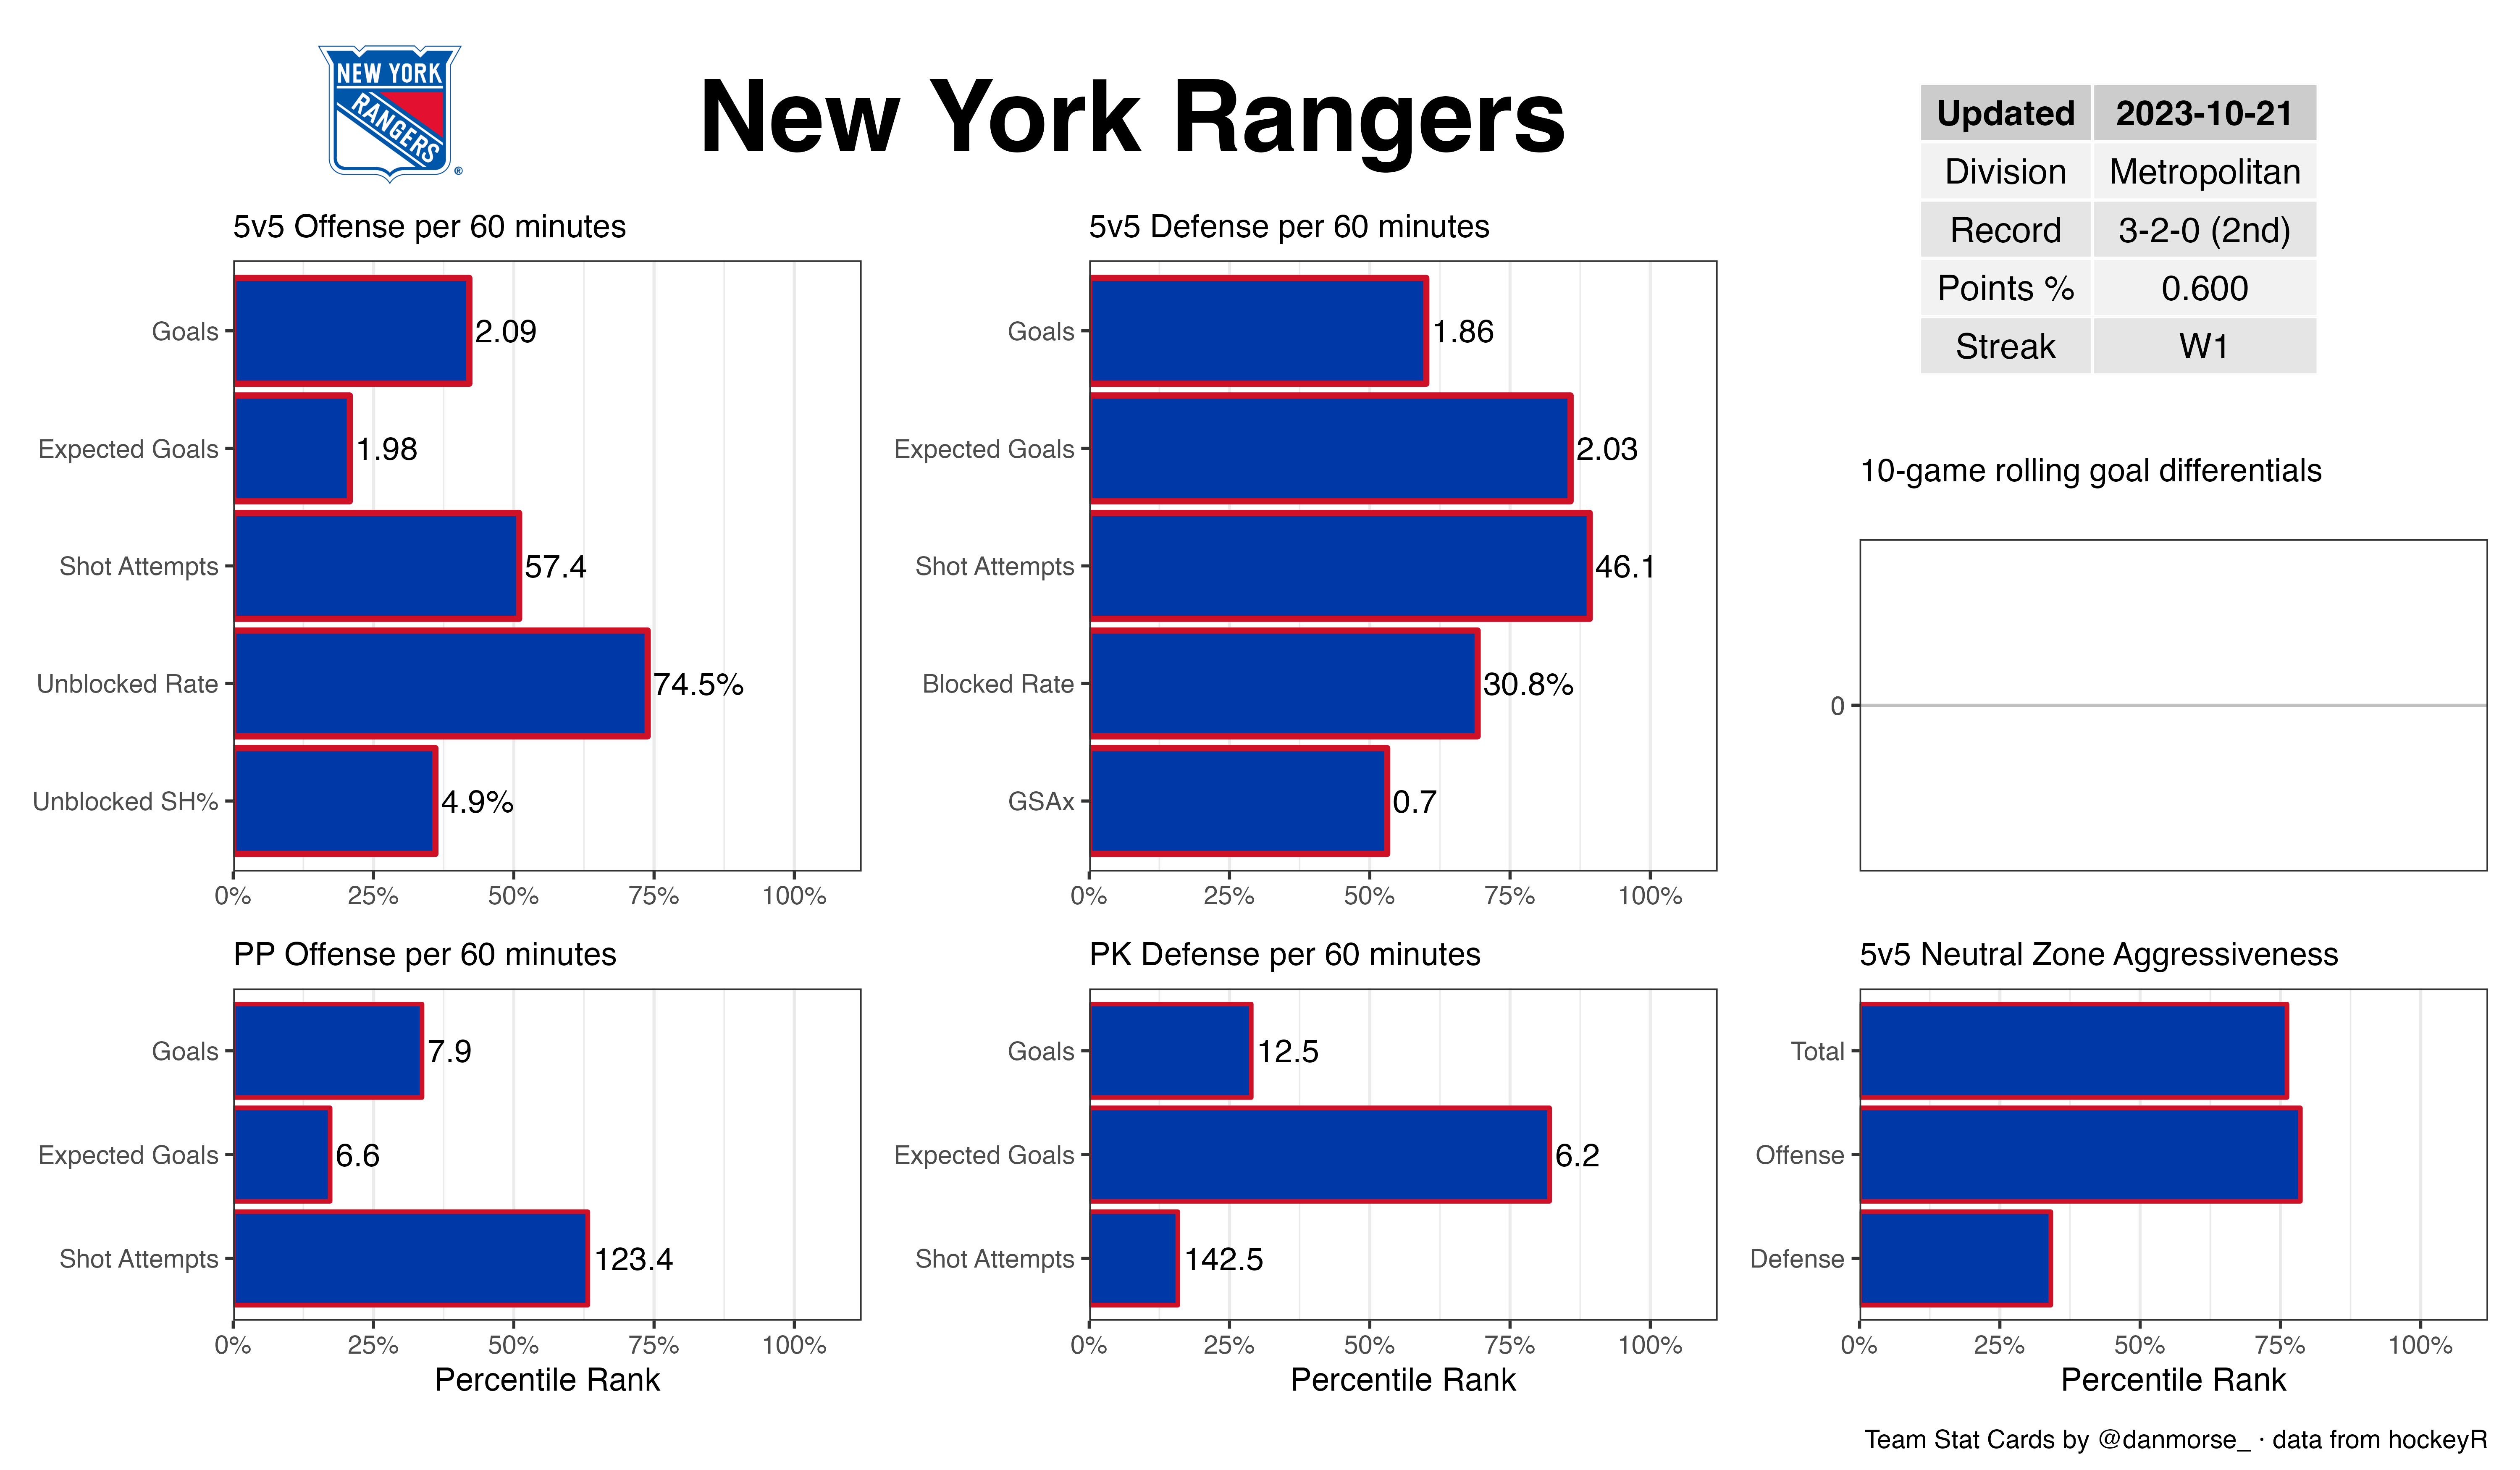 NEW YORK
RANGERS
®
New York Rangers
Updated 2023-10-21
Division Metropolitan
Record 3-2-0 (2nd)
Points % 0.600
Streak W1
5v5 Offense per 60 minutes
Goals 2.09
Expected Goals 1.98
Shot Attempts 57.4
Unblocked Rate 74.5%
Unblocked SH% 4.9%
0% 25% 50% 75% 100%
5v5 Defense per 60 minutes
Goals 1.86
Expected Goals 2.03
Shot Attempts 46.1
Blocked Rate 30.8%
GSAx 0.7
0% 25% 50% 75% 100%
10-game rolling goal differentials
0
PP Offense per 60 minutes
Goals 7.9
Expected Goals 6.6
Shot Attempts 123.4
0% 25% 50% 75% 100%
Percentile Rank
PK Defense per 60 minutes
Goals 12.5
Expected Goals 6.2
Shot Attempts 142.5
0% 25% 50% 75% 100%
Percentile Rank
5v5 Neutral Zone Aggressiveness
Total
Offense
Defense
0% 25% 50% 75% 100%
Percentile Rank
Team Stat Cards by @danmorse_ · data from hockeyR